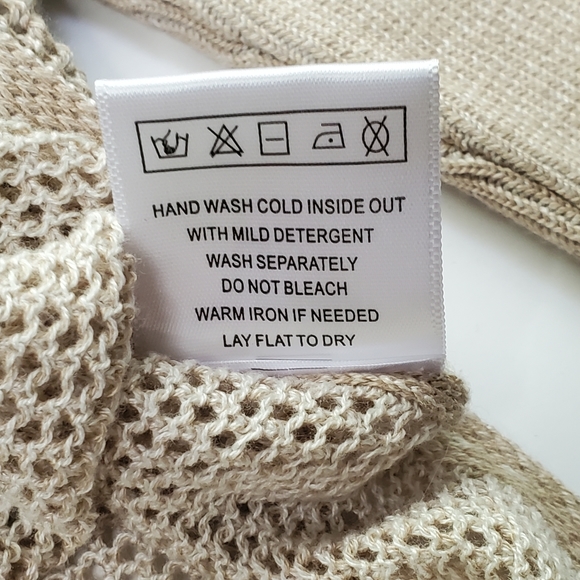 HAND WASH COLD INSIDE OUT
WITH MILD DETERGENT
WASH SEPARATELY
DO NOT BLEACH
WARM IRON IF NEEDED
LAY FLAT TO DRY